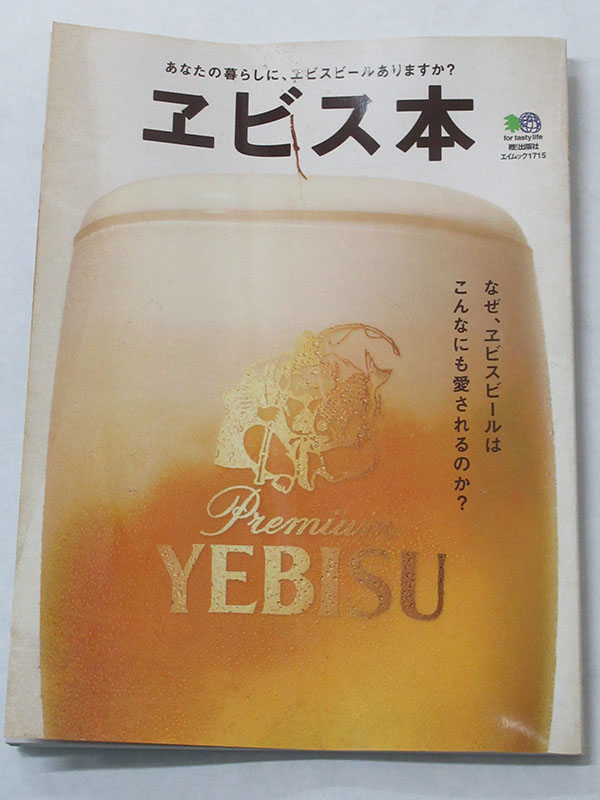 あなたの暮らしに、ヱビスビールありますか?
ヱビス本
for tasty life
枻出版社
エイムック1715
なぜ、ヱビスビールは
こんなにも愛されるのか?
Premium
YEBISU